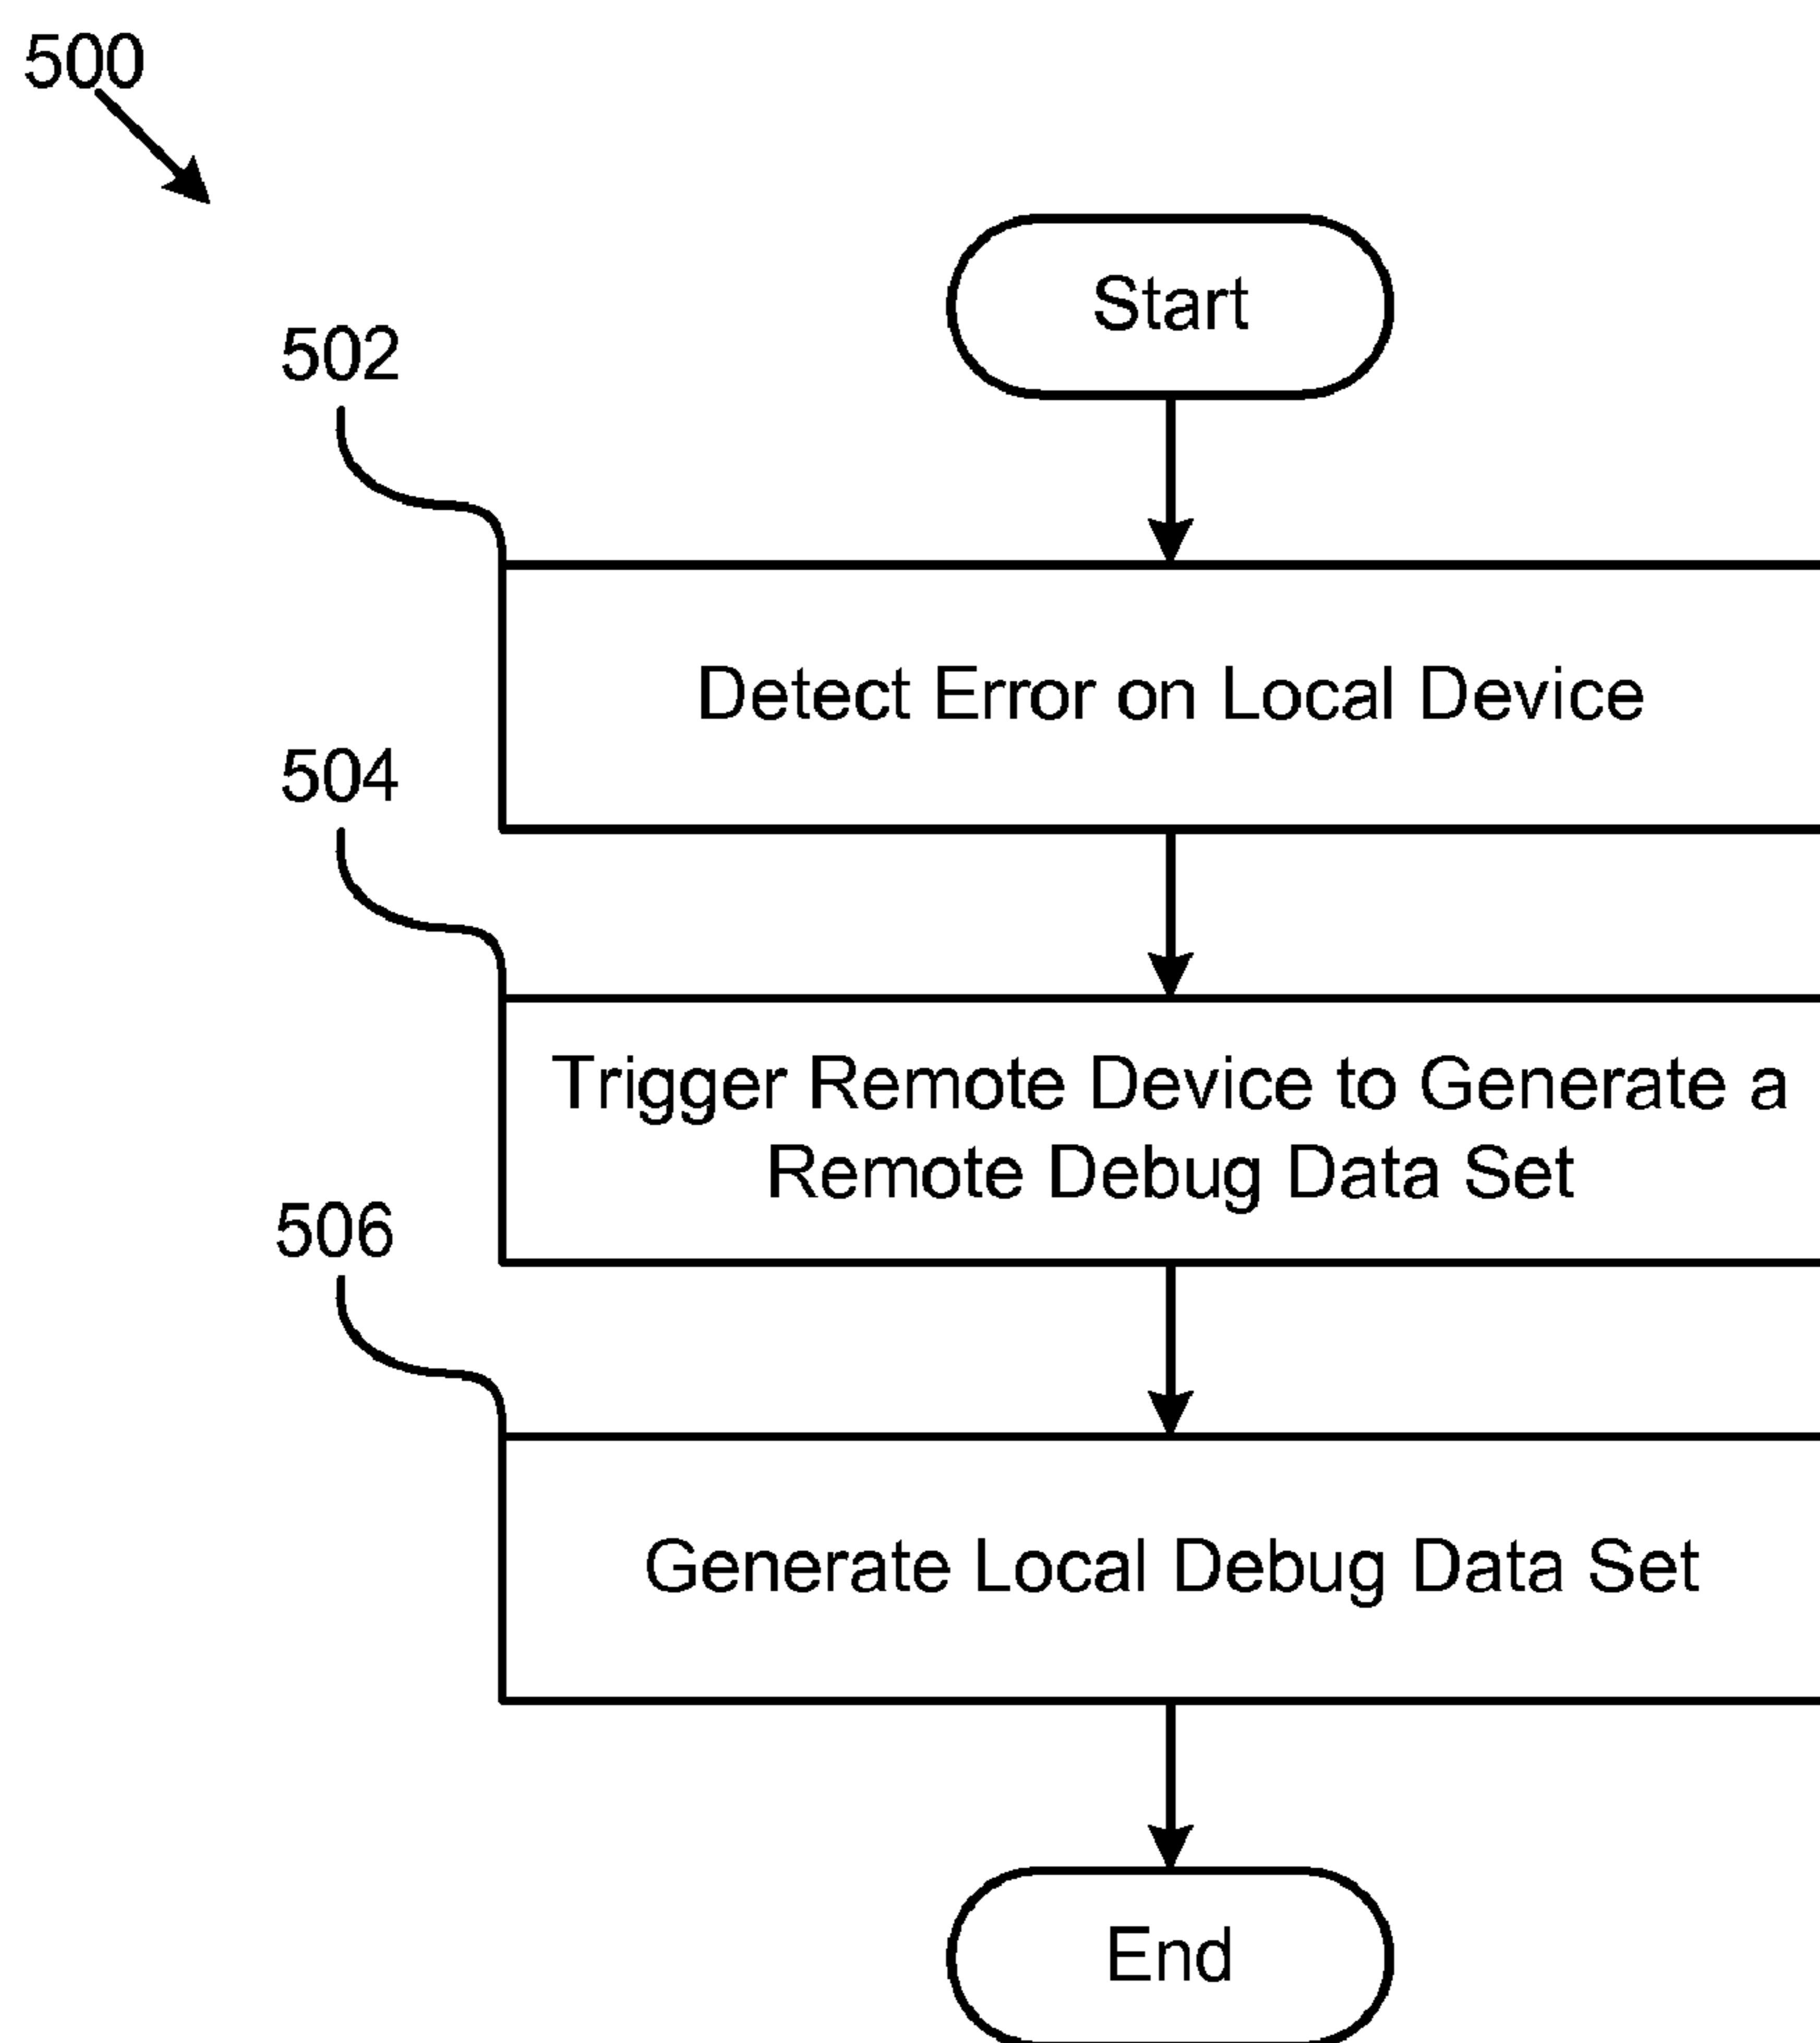 500
Start
502
Detect Error on Local Device
504
Trigger Remote Device to Generate a
Remote Debug Data Set
506
Generate Local Debug Data Set
End